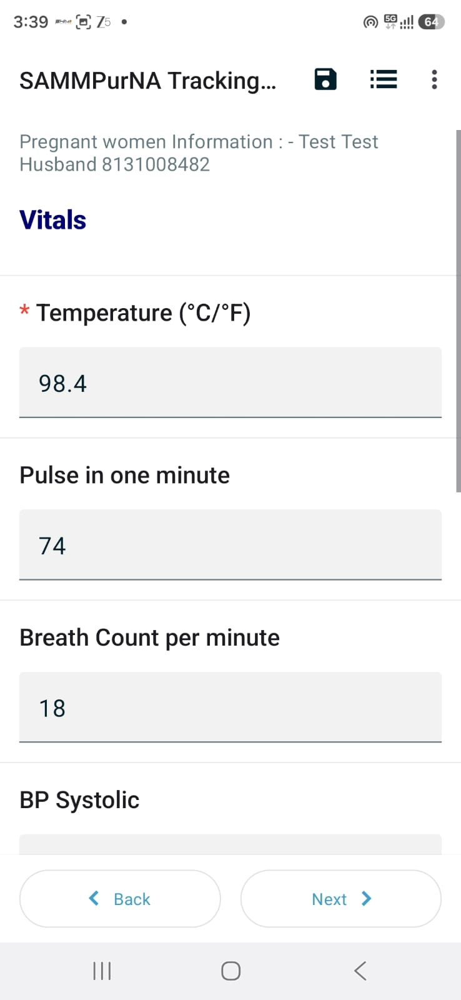 3:39
5G 64
SAMMPurNA Tracking...
Pregnant women Information : - Test Test
Husband 8131008482
Vitals
* Temperature (°C/°F)
98.4
Pulse in one minute
74
Breath Count per minute
18
BP Systolic
Back Next